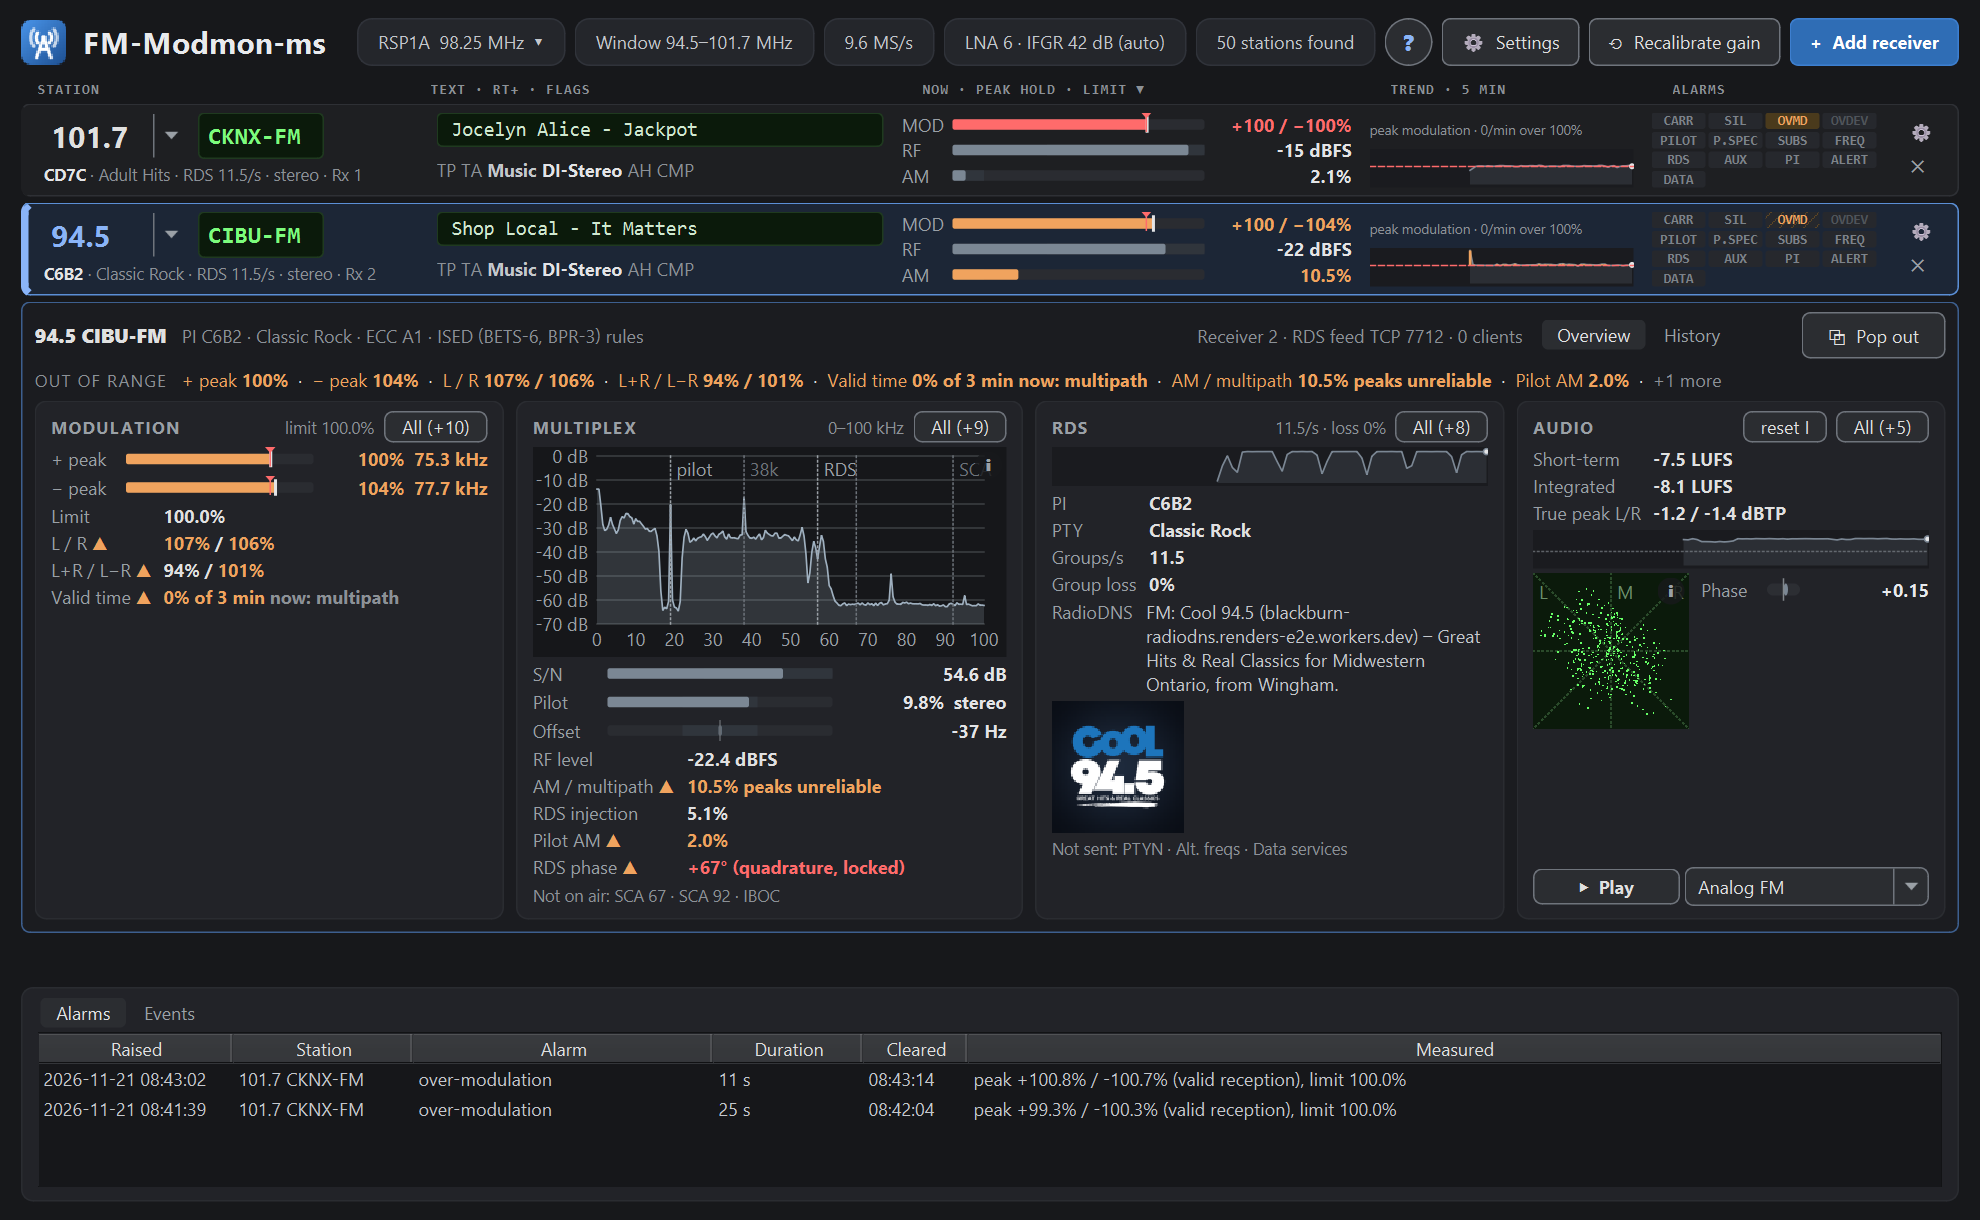 FM-Modmon-ms
RSP1A 98.25 MHz ▼
Window 94.5–101.7 MHz
9.6 MS/s
LNA 6 · IFGR 42 dB (auto)
50 stations found
?
Settings
Recalibrate gain
+ Add receiver
STATION
TEXT · RT+ · FLAGS
NOW · PEAK HOLD · LIMIT ▼
TREND · 5 MIN
ALARMS
101.7
CKNX-FM
CD7C · Adult Hits · RDS 11.5/s · stereo · Rx 1
Jocelyn Alice - Jackpot
TP TA Music DI-Stereo AH CMP
MOD +100 / −100%
RF -15 dBFS
AM 2.1%
peak modulation · 0/min over 100%
CARR SIL OVMD OVDEV
PILOT P.SPEC SUBS FREQ
RDS AUX PI ALERT
DATA
94.5
CIBU-FM
C6B2 · Classic Rock · RDS 11.5/s · stereo · Rx 2
Shop Local - It Matters
TP TA Music DI-Stereo AH CMP
MOD +100 / −104%
RF -22 dBFS
AM 10.5%
peak modulation · 0/min over 100%
CARR SIL OVMD OVDEV
PILOT P.SPEC SUBS FREQ
RDS AUX PI ALERT
DATA
94.5 CIBU-FM PI C6B2 · Classic Rock · ECC A1 · ISED (BETS-6, BPR-3) rules
Receiver 2 · RDS feed TCP 7712 · 0 clients
Overview
History
Pop out
OUT OF RANGE + peak 100% · − peak 104% · L / R 107% / 106% · L+R / L−R 94% / 101% · Valid time 0% of 3 min now: multipath · AM / multipath 10.5% peaks unreliable · Pilot AM 2.0% · +1 more
MODULATION limit 100.0% All (+10)
+ peak 100% 75.3 kHz
− peak 104% 77.7 kHz
Limit 100.0%
L / R ▲ 107% / 106%
L+R / L−R ▲ 94% / 101%
Valid time ▲ 0% of 3 min now: multipath
MULTIPLEX 0–100 kHz All (+9)
0 dB
-10 dB
-20 dB
-30 dB
-40 dB
-50 dB
-60 dB
-70 dB
pilot 38k RDS SC i
0 10 20 30 40 50 60 70 80 90 100
S/N 54.6 dB
Pilot 9.8% stereo
Offset -37 Hz
RF level -22.4 dBFS
AM / multipath ▲ 10.5% peaks unreliable
RDS injection 5.1%
Pilot AM ▲ 2.0%
RDS phase ▲ +67° (quadrature, locked)
Not on air: SCA 67 · SCA 92 · IBOC
RDS 11.5/s · loss 0% All (+8)
PI C6B2
PTY Classic Rock
Groups/s 11.5
Group loss 0%
RadioDNS FM: Cool 94.5 (blackburn-
radiodns.renders-e2e.workers.dev) – Great
Hits & Real Classics for Midwestern
Ontario, from Wingham.
COOL
94.5
Not sent: PTYN · Alt. freqs · Data services
AUDIO reset I All (+5)
Short-term -7.5 LUFS
Integrated -8.1 LUFS
True peak L/R -1.2 / -1.4 dBTP
L M i R
Phase +0.15
Play
Analog FM
Alarms Events
Raised Station Alarm Duration Cleared Measured
2026-11-21 08:43:02 101.7 CKNX-FM over-modulation 11 s 08:43:14 peak +100.8% / -100.7% (valid reception), limit 100.0%
2026-11-21 08:41:39 101.7 CKNX-FM over-modulation 25 s 08:42:04 peak +99.3% / -100.3% (valid reception), limit 100.0%